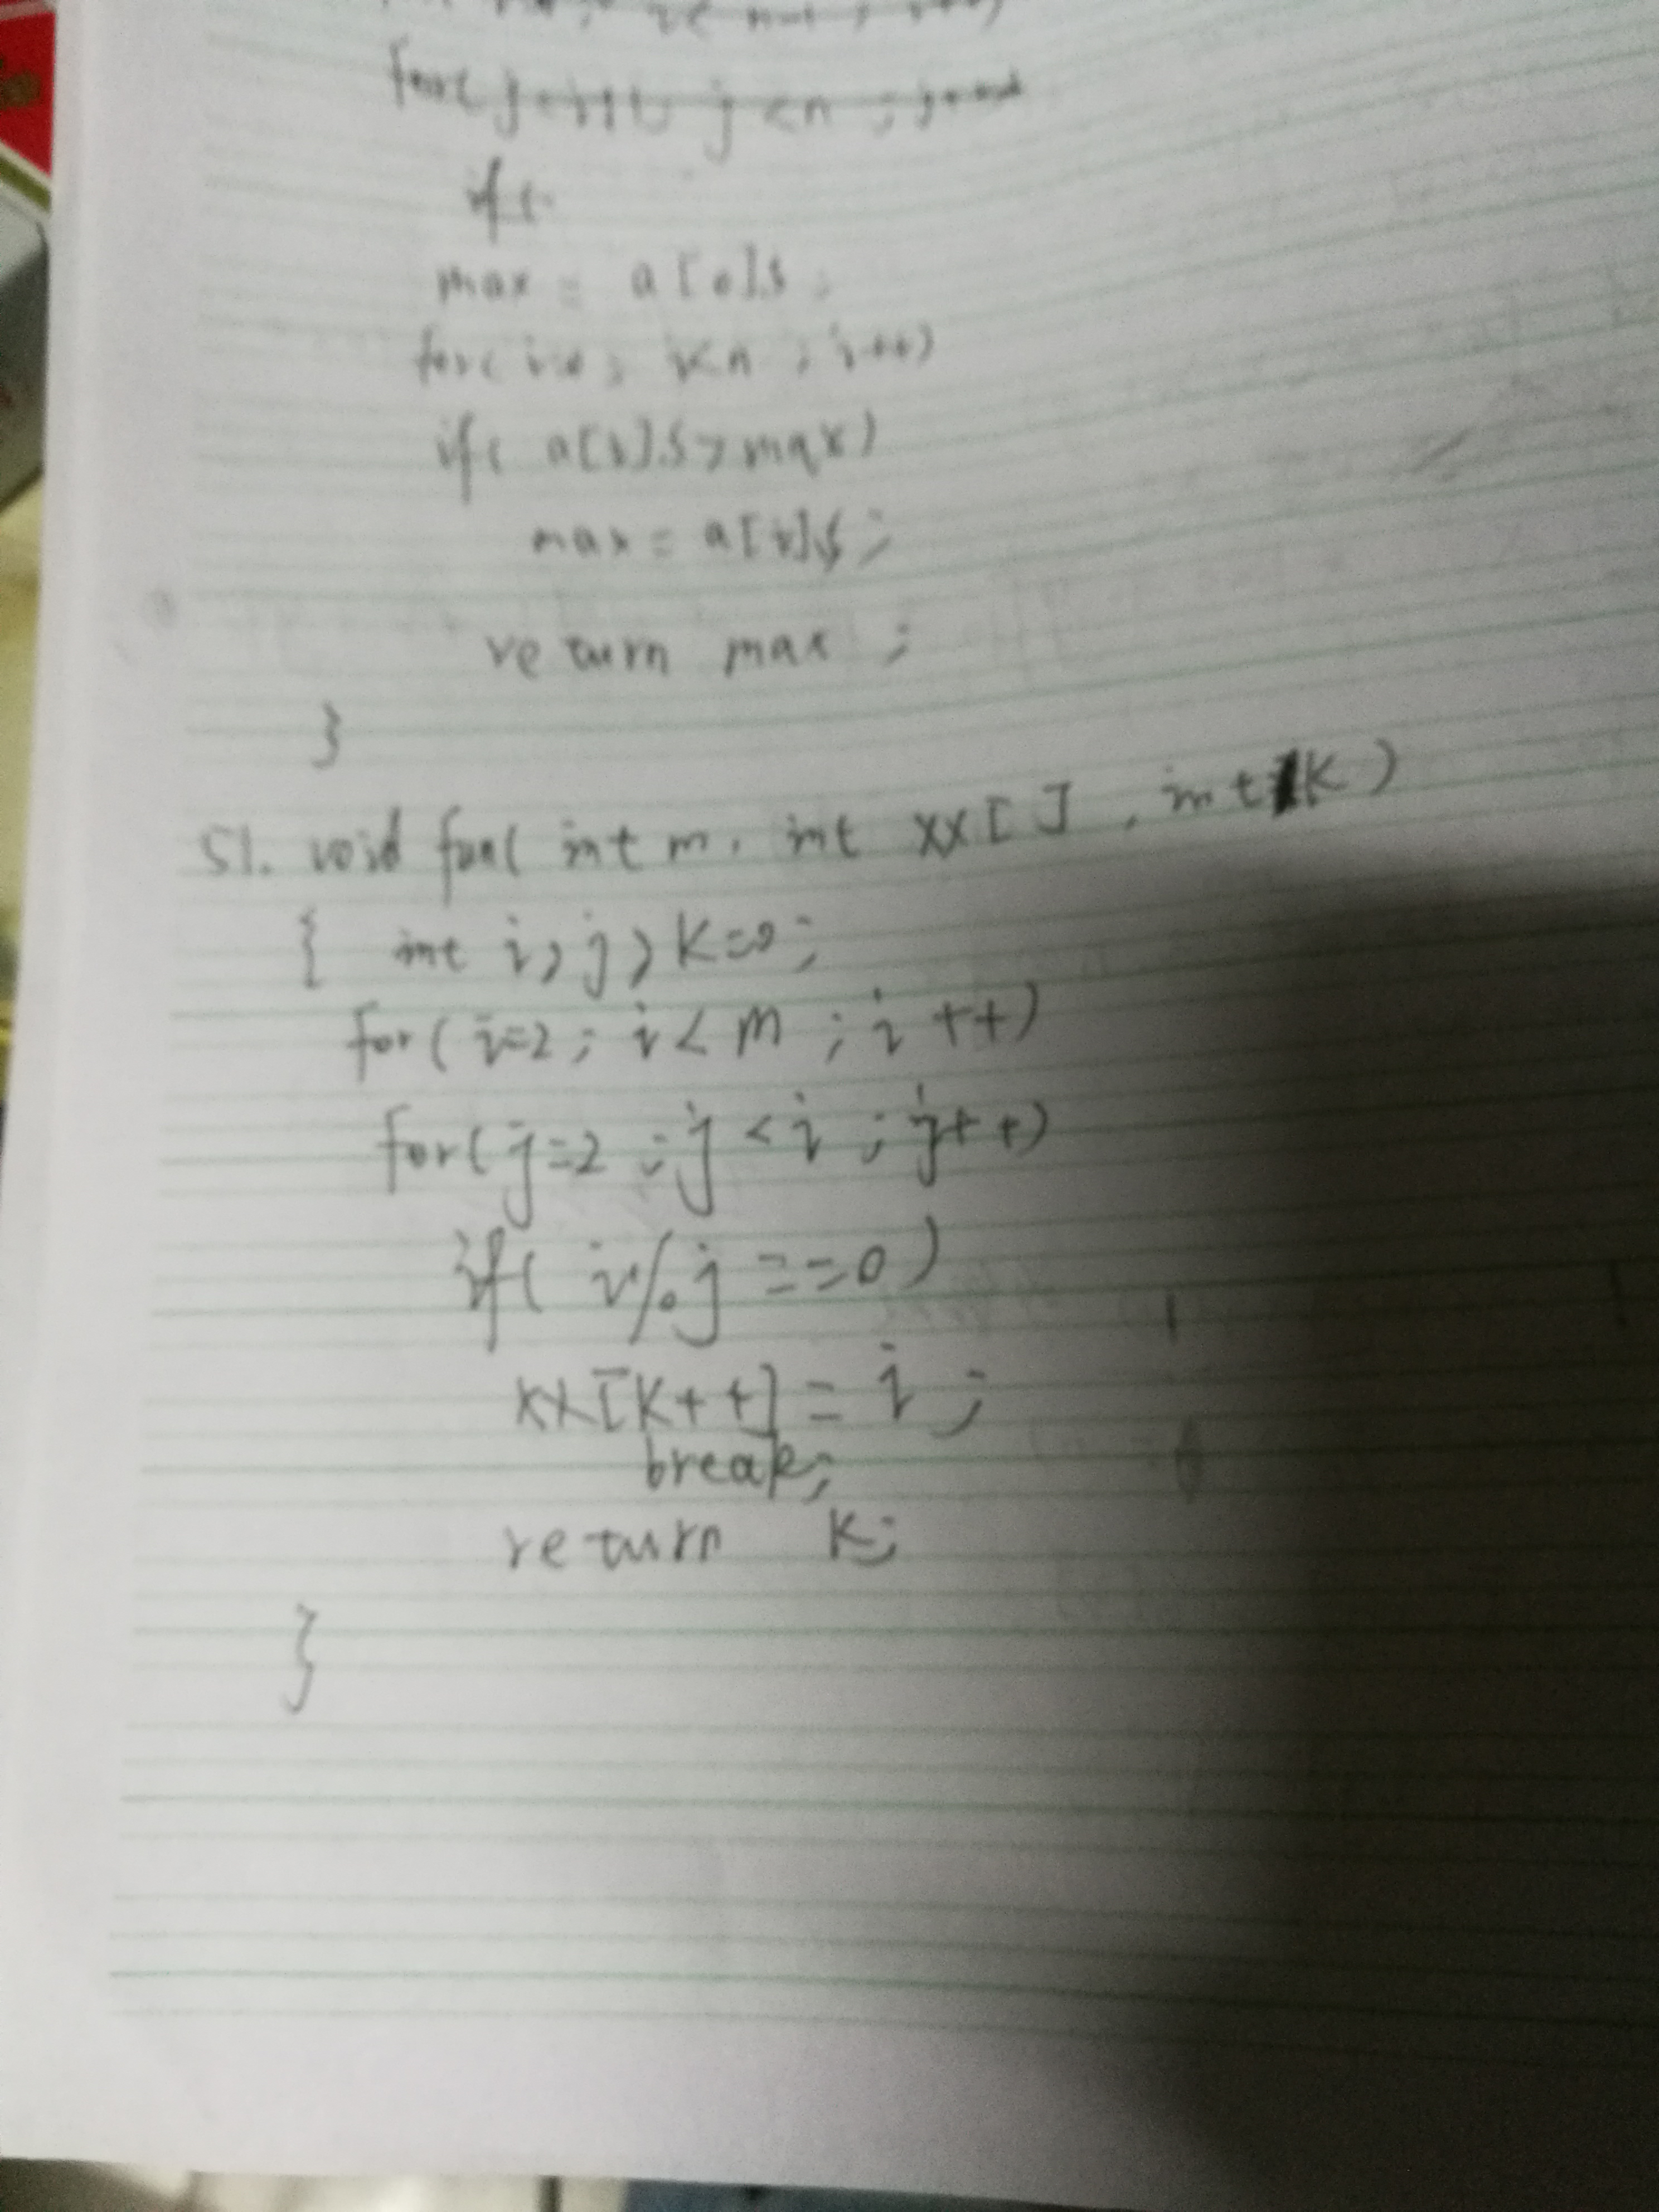 for( j=i+1; j<n ; j++)
if (
max = a[0].s ;
for( i=0 ; i<n ; i++)
if( a[i].s>max)
max = a[i].s ;
return max ;
}
51. void fun( int m, int xx[ ] , int k )
{ int i, j, k=0;
for( i=2 ; i< m ; i ++)
for( j=2 ; j < i ; j++)
if( i%j ==0 )
xx[k++] = i ;
break;
return k;
}